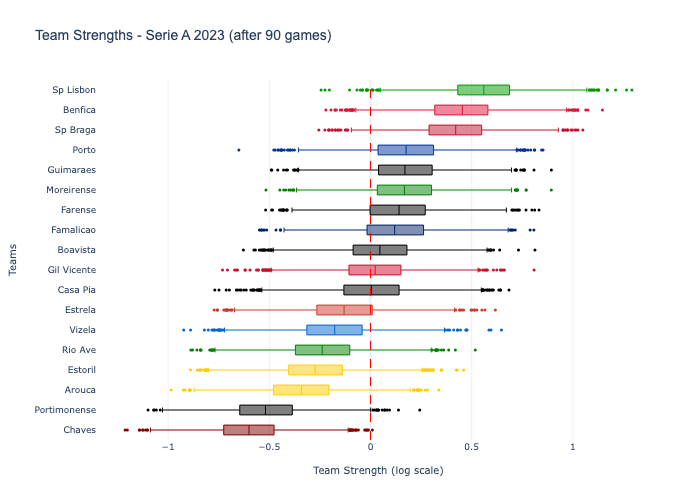 Team Strengths - Serie A 2023 (after 90 games)
Sp Lisbon
Benfica
Sp Braga
Porto
Guimaraes
Moreirense
Farense
Famalicao
Boavista
Gil Vicente
Casa Pia
Estrela
Vizela
Rio Ave
Estoril
Arouca
Portimonense
Chaves
Teams
−1
−0.5
0
0.5
1
Team Strength (log scale)